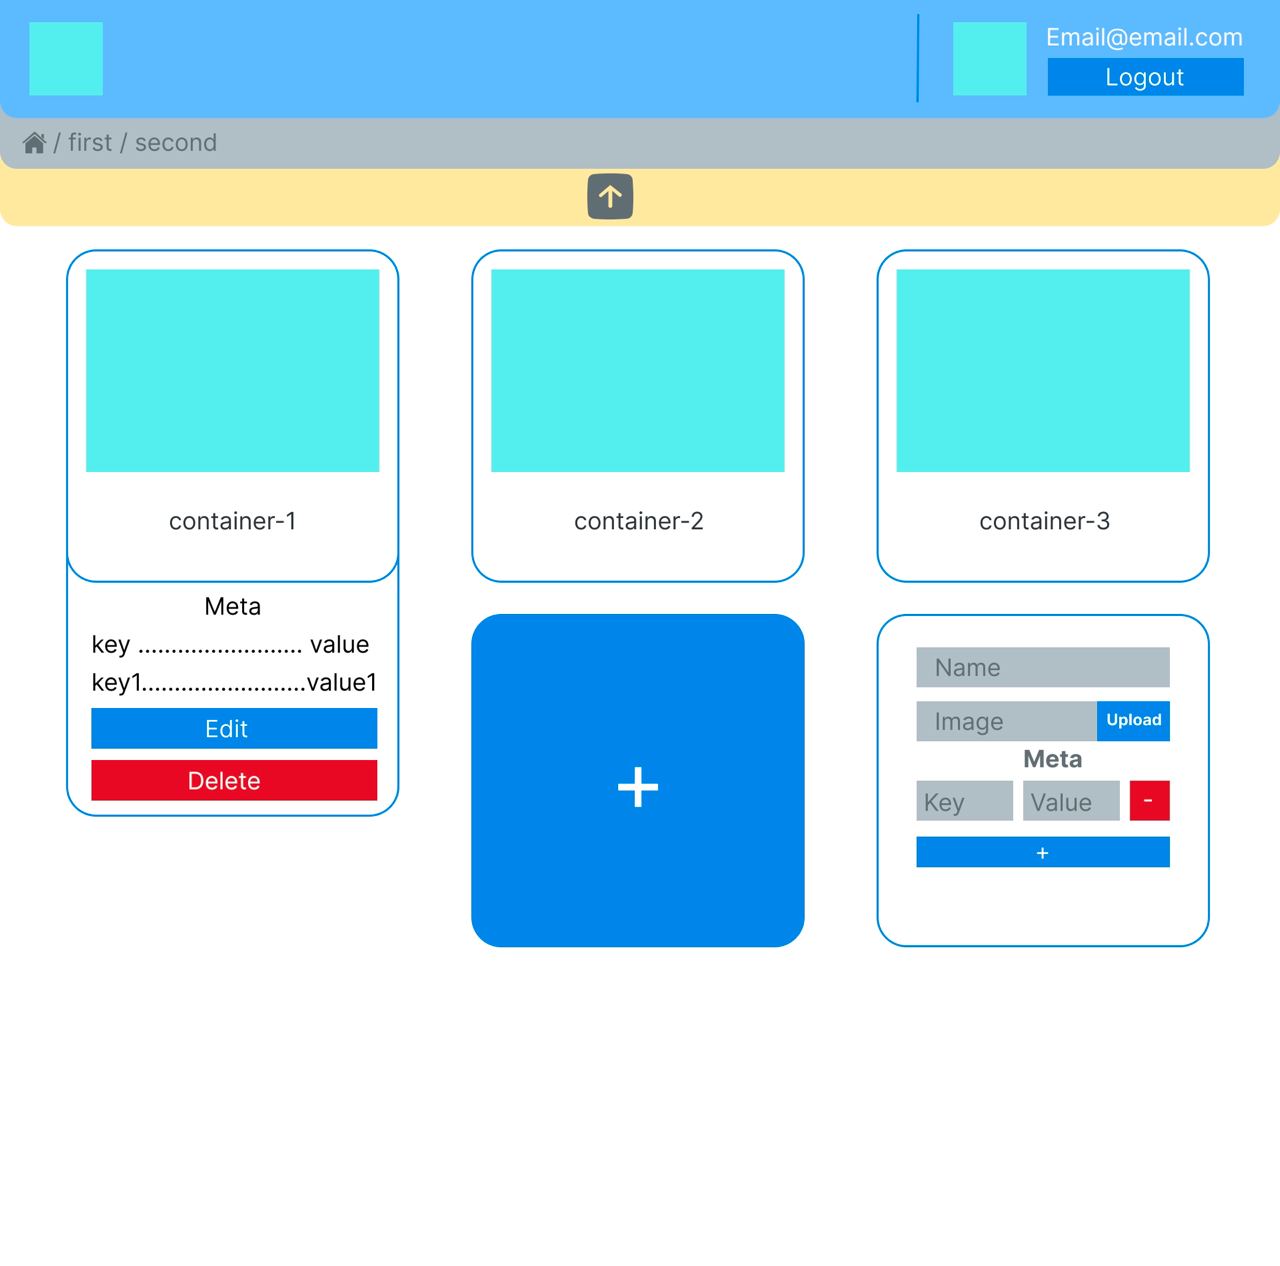 Email@email.com
Logout
/ first / second
container-1
container-2
container-3
Meta
key ......................... value
key1.........................value1
Edit
Delete
+
Name
Image
Upload
Meta
Key
Value
-
+